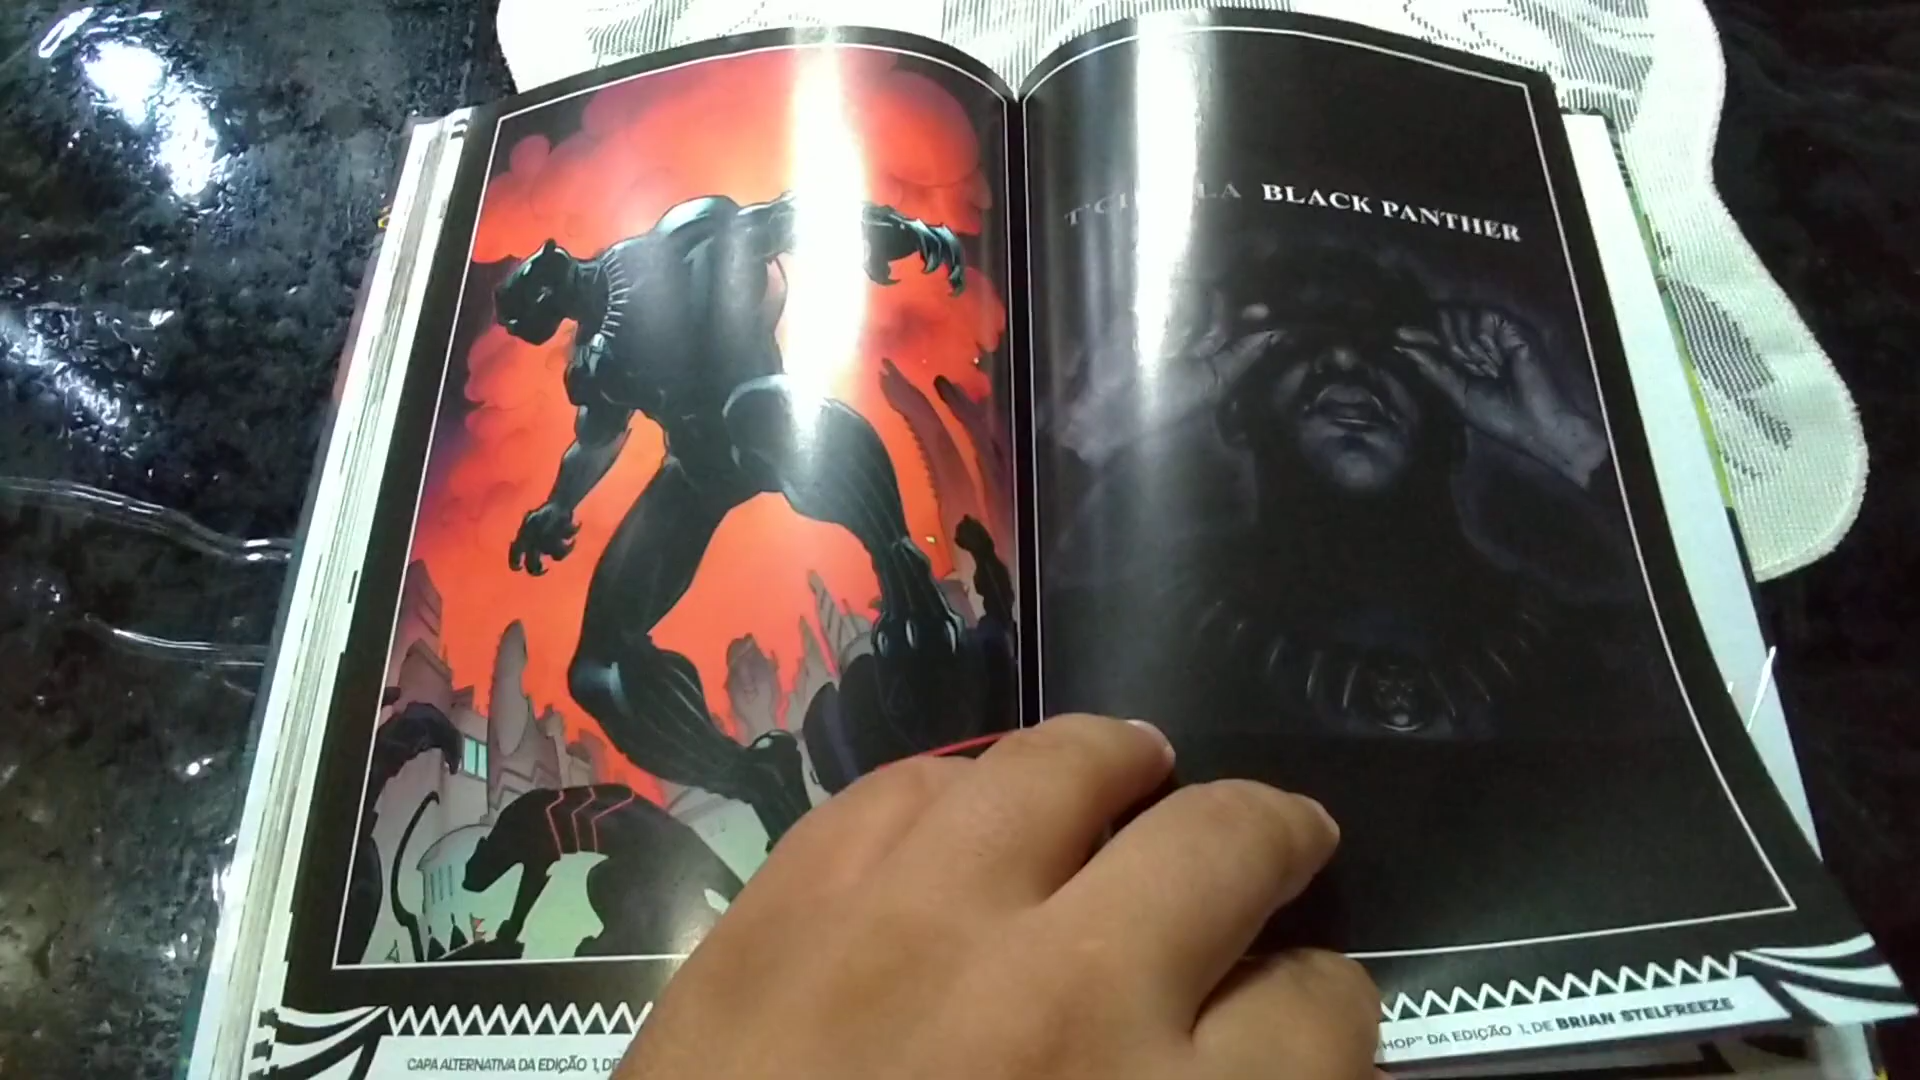 BLACK PANTHER
CAPA ALTERNATIVA DA EDIÇÃO 1, DE
HOP" DA EDIÇÃO 1, DE BRIAN STELFREEZE